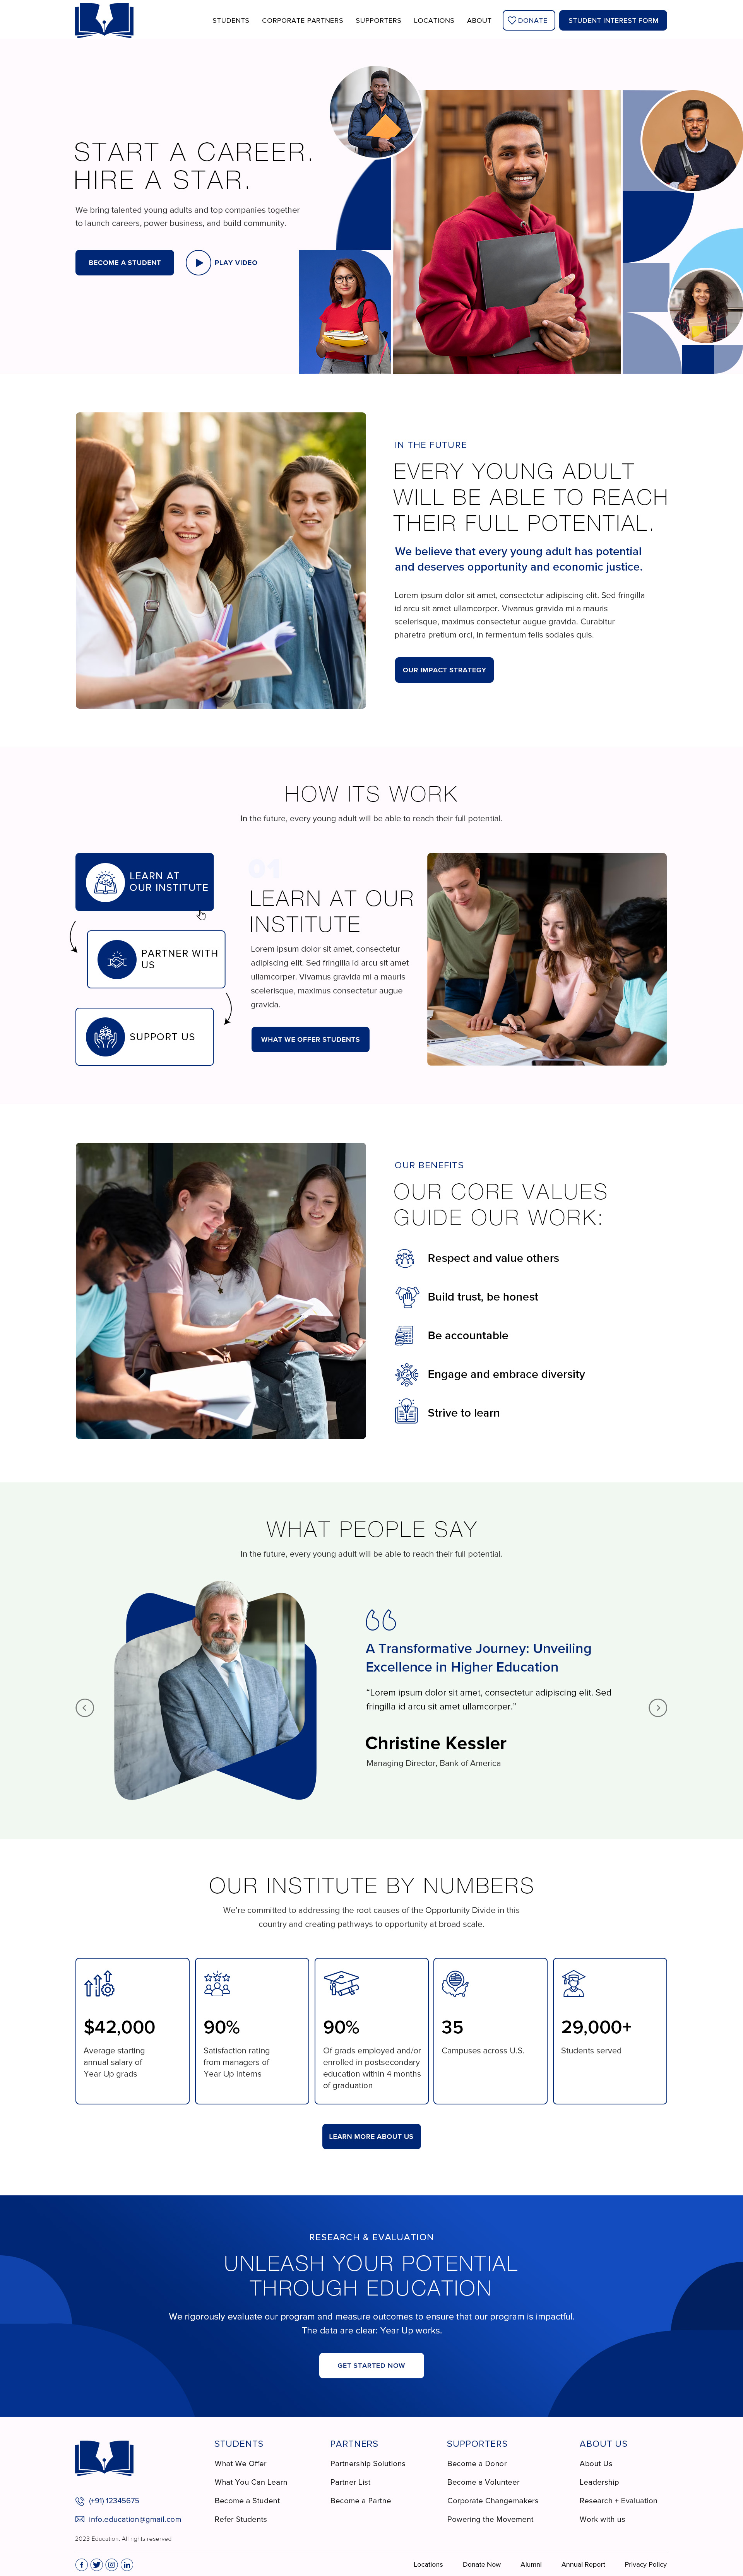 STUDENTS CORPORATE PARTNERS SUPPORTERS LOCATIONS ABOUT DONATE STUDENT INTEREST FORM
START A CAREER.
HIRE A STAR.
We bring talented young adults and top companies together
to launch careers, power business, and build community.
BECOME A STUDENT PLAY VIDEO
IN THE FUTURE
EVERY YOUNG ADULT
WILL BE ABLE TO REACH
THEIR FULL POTENTIAL.
We believe that every young adult has potential
and deserves opportunity and economic justice.
Lorem ipsum dolor sit amet, consectetur adipiscing elit. Sed fringilla
id arcu sit amet ullamcorper. Vivamus gravida mi a mauris
scelerisque, maximus consectetur augue gravida. Curabitur
pharetra pretium orci, in fermentum felis sodales quis.
OUR IMPACT STRATEGY
HOW ITS WORK
In the future, every young adult will be able to reach their full potential.
LEARN AT
OUR INSTITUTE
PARTNER WITH
US
SUPPORT US
01
LEARN AT OUR
INSTITUTE
Lorem ipsum dolor sit amet, consectetur
adipiscing elit. Sed fringilla id arcu sit amet
ullamcorper. Vivamus gravida mi a mauris
scelerisque, maximus consectetur augue
gravida.
WHAT WE OFFER STUDENTS
OUR BENEFITS
OUR CORE VALUES
GUIDE OUR WORK:
Respect and value others
Build trust, be honest
Be accountable
Engage and embrace diversity
Strive to learn
WHAT PEOPLE SAY
In the future, every young adult will be able to reach their full potential.
A Transformative Journey: Unveiling
Excellence in Higher Education
“Lorem ipsum dolor sit amet, consectetur adipiscing elit. Sed
fringilla id arcu sit amet ullamcorper.”
Christine Kessler
Managing Director, Bank of America
OUR INSTITUTE BY NUMBERS
We're committed to addressing the root causes of the Opportunity Divide in this
country and creating pathways to opportunity at broad scale.
$42,000
Average starting
annual salary of
Year Up grads
90%
Satisfaction rating
from managers of
Year Up interns
90%
Of grads employed and/or
enrolled in postsecondary
education within 4 months
of graduation
35
Campuses across U.S.
29,000+
Students served
LEARN MORE ABOUT US
RESEARCH & EVALUATION
UNLEASH YOUR POTENTIAL
THROUGH EDUCATION
We rigorously evaluate our program and measure outcomes to ensure that our program is impactful.
The data are clear: Year Up works.
GET STARTED NOW
(+91) 12345675
info.education@gmail.com
2023 Education. All rights reserved
STUDENTS
What We Offer
What You Can Learn
Become a Student
Refer Students
PARTNERS
Partnership Solutions
Partner List
Become a Partne
SUPPORTERS
Become a Donor
Become a Volunteer
Corporate Changemakers
Powering the Movement
ABOUT US
About Us
Leadership
Research + Evaluation
Work with us
Locations Donate Now Alumni Annual Report Privacy Policy